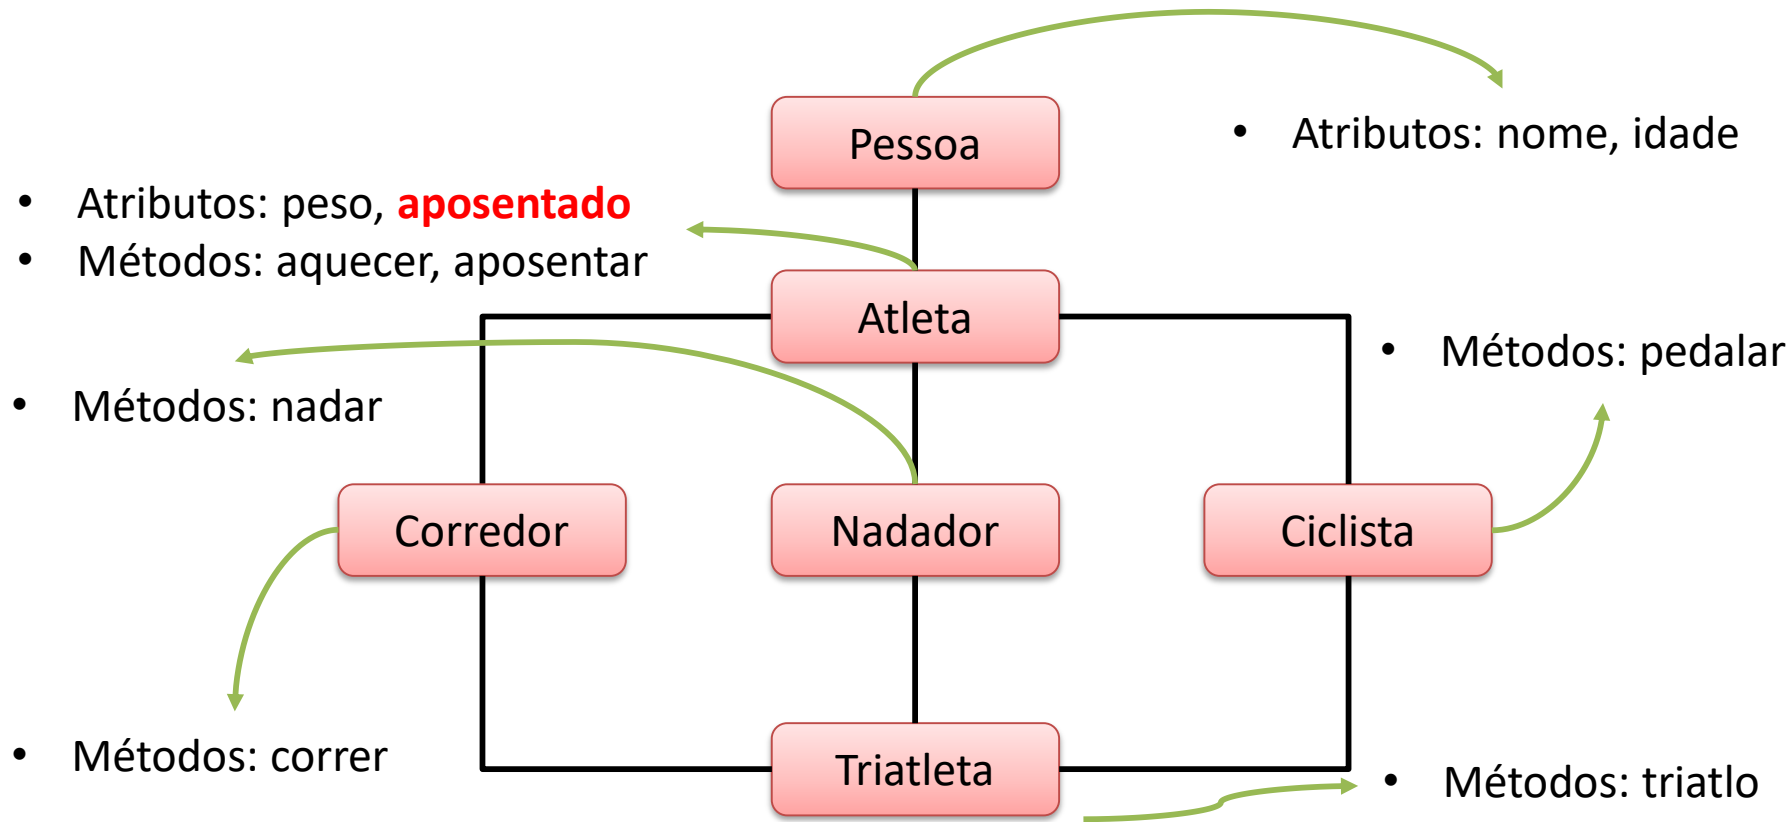 Pessoa
• Atributos: nome, idade
• Atributos: peso, aposentado
• Métodos: aquecer, aposentar
Atleta
• Métodos: pedalar
• Métodos: nadar
Corredor
Nadador
Ciclista
• Métodos: correr
Triatleta
• Métodos: triatlo